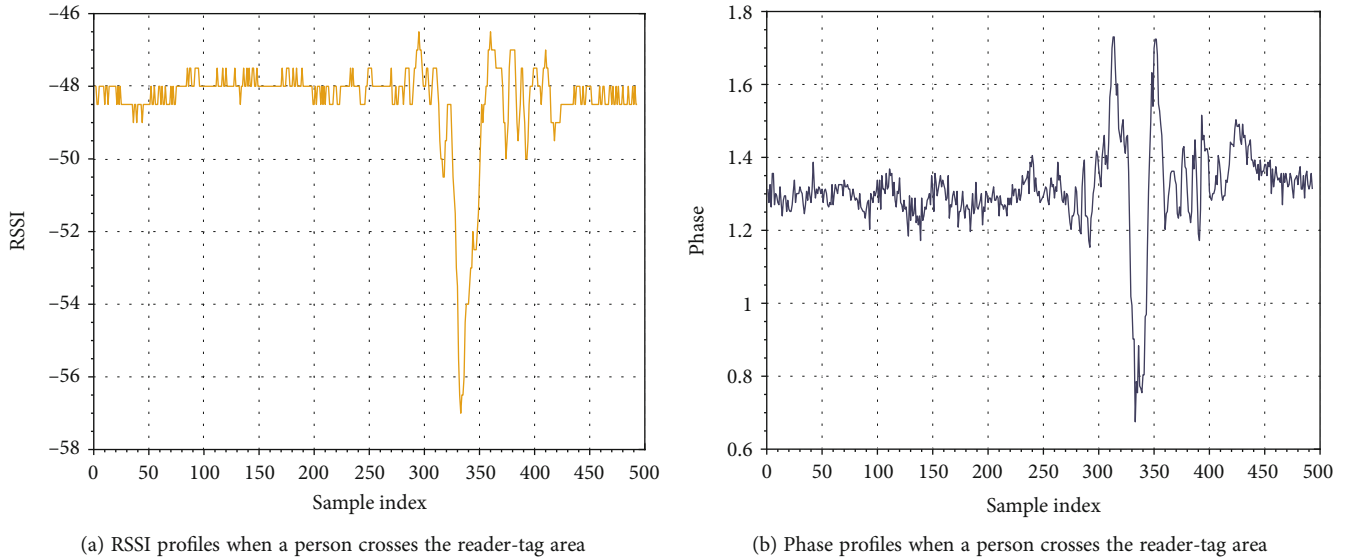 −46
−48
−50
−52
−54
−56
−58
RSSI
0 50 100 150 200 250 300 350 400 450 500
Sample index
(a) RSSI profiles when a person crosses the reader-tag area
1.8
1.6
1.4
1.2
1
0.8
0.6
Phase
0 50 100 150 200 250 300 350 400 450 500
Sample index
(b) Phase profiles when a person crosses the reader-tag area